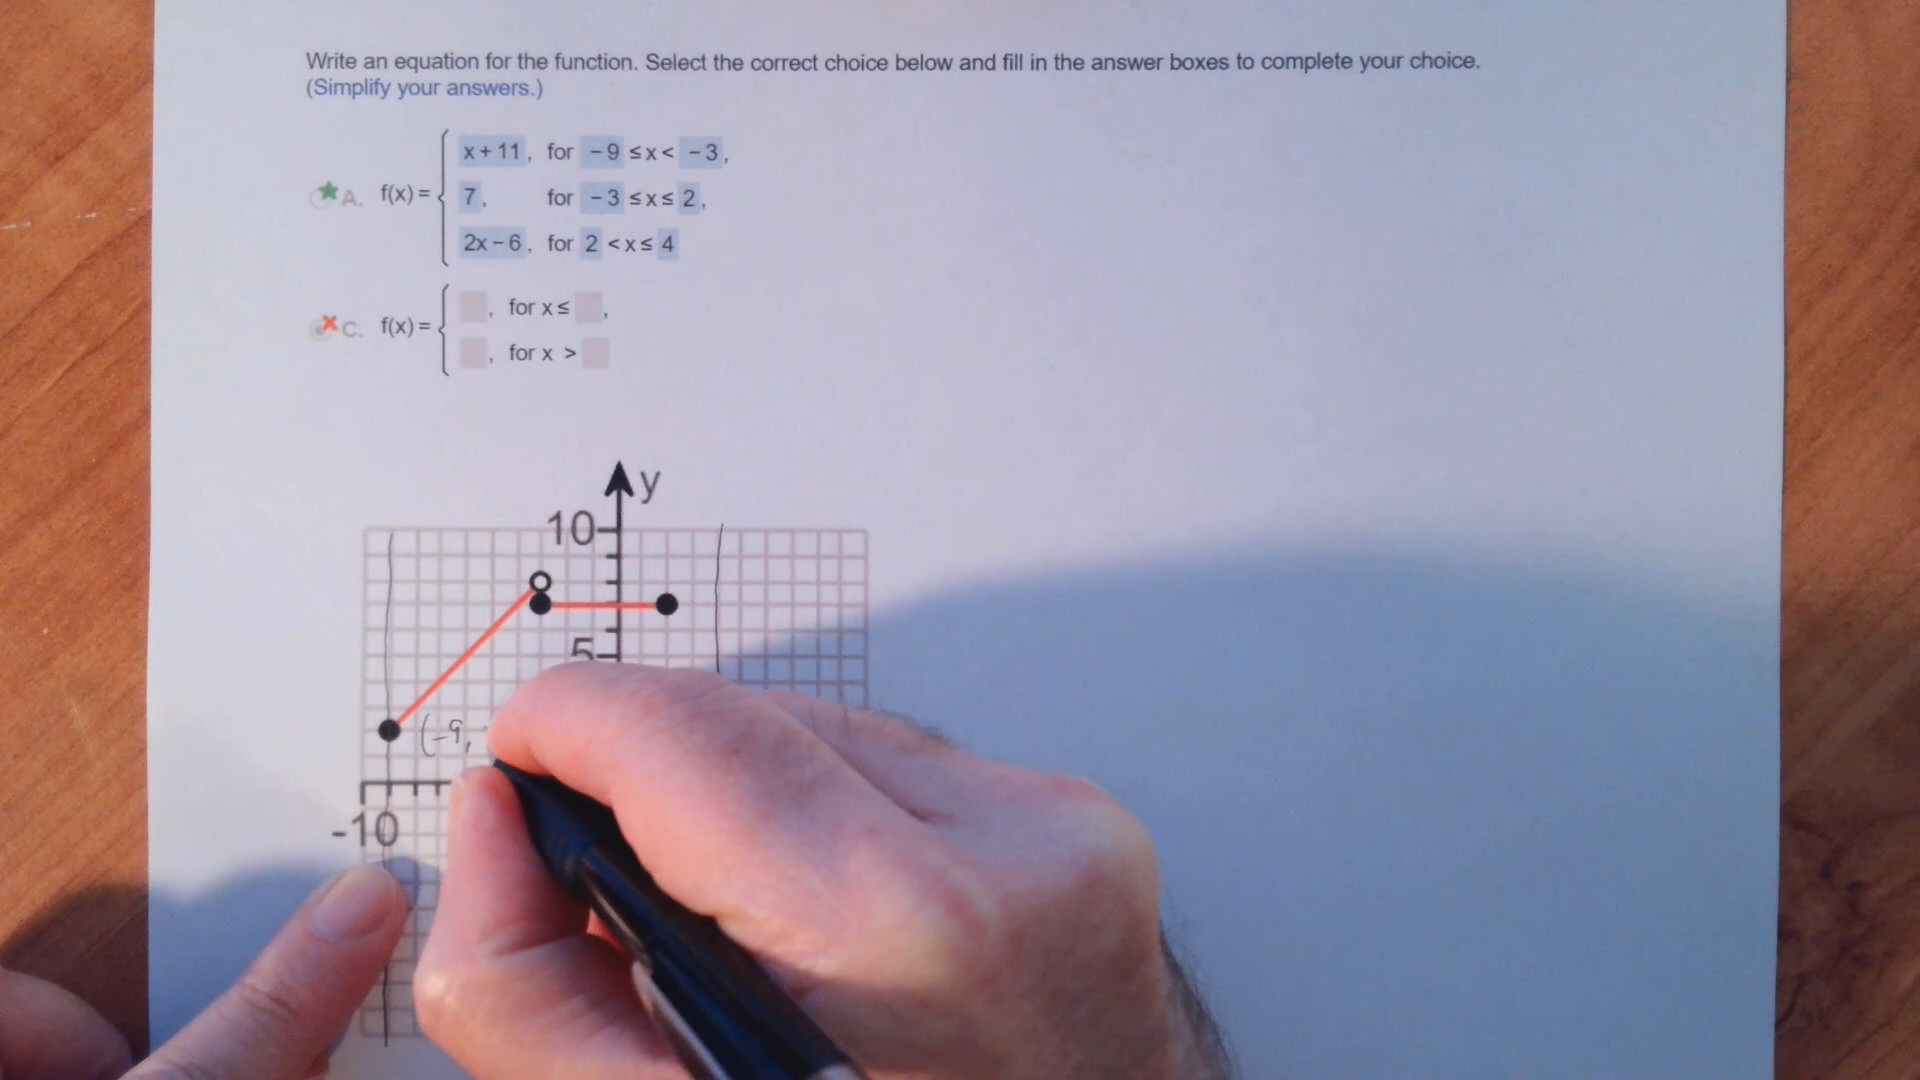 Write an equation for the function. Select the correct choice below and fill in the answer boxes to complete your choice.
(Simplify your answers.)
A. f(x) = { x + 11, for − 9 ≤ x < − 3,
7, for − 3 ≤ x ≤ 2,
2x − 6, for 2 < x ≤ 4
C. f(x) = { , for x ≤ ,
, for x >
y
10
5
(-9,
-10